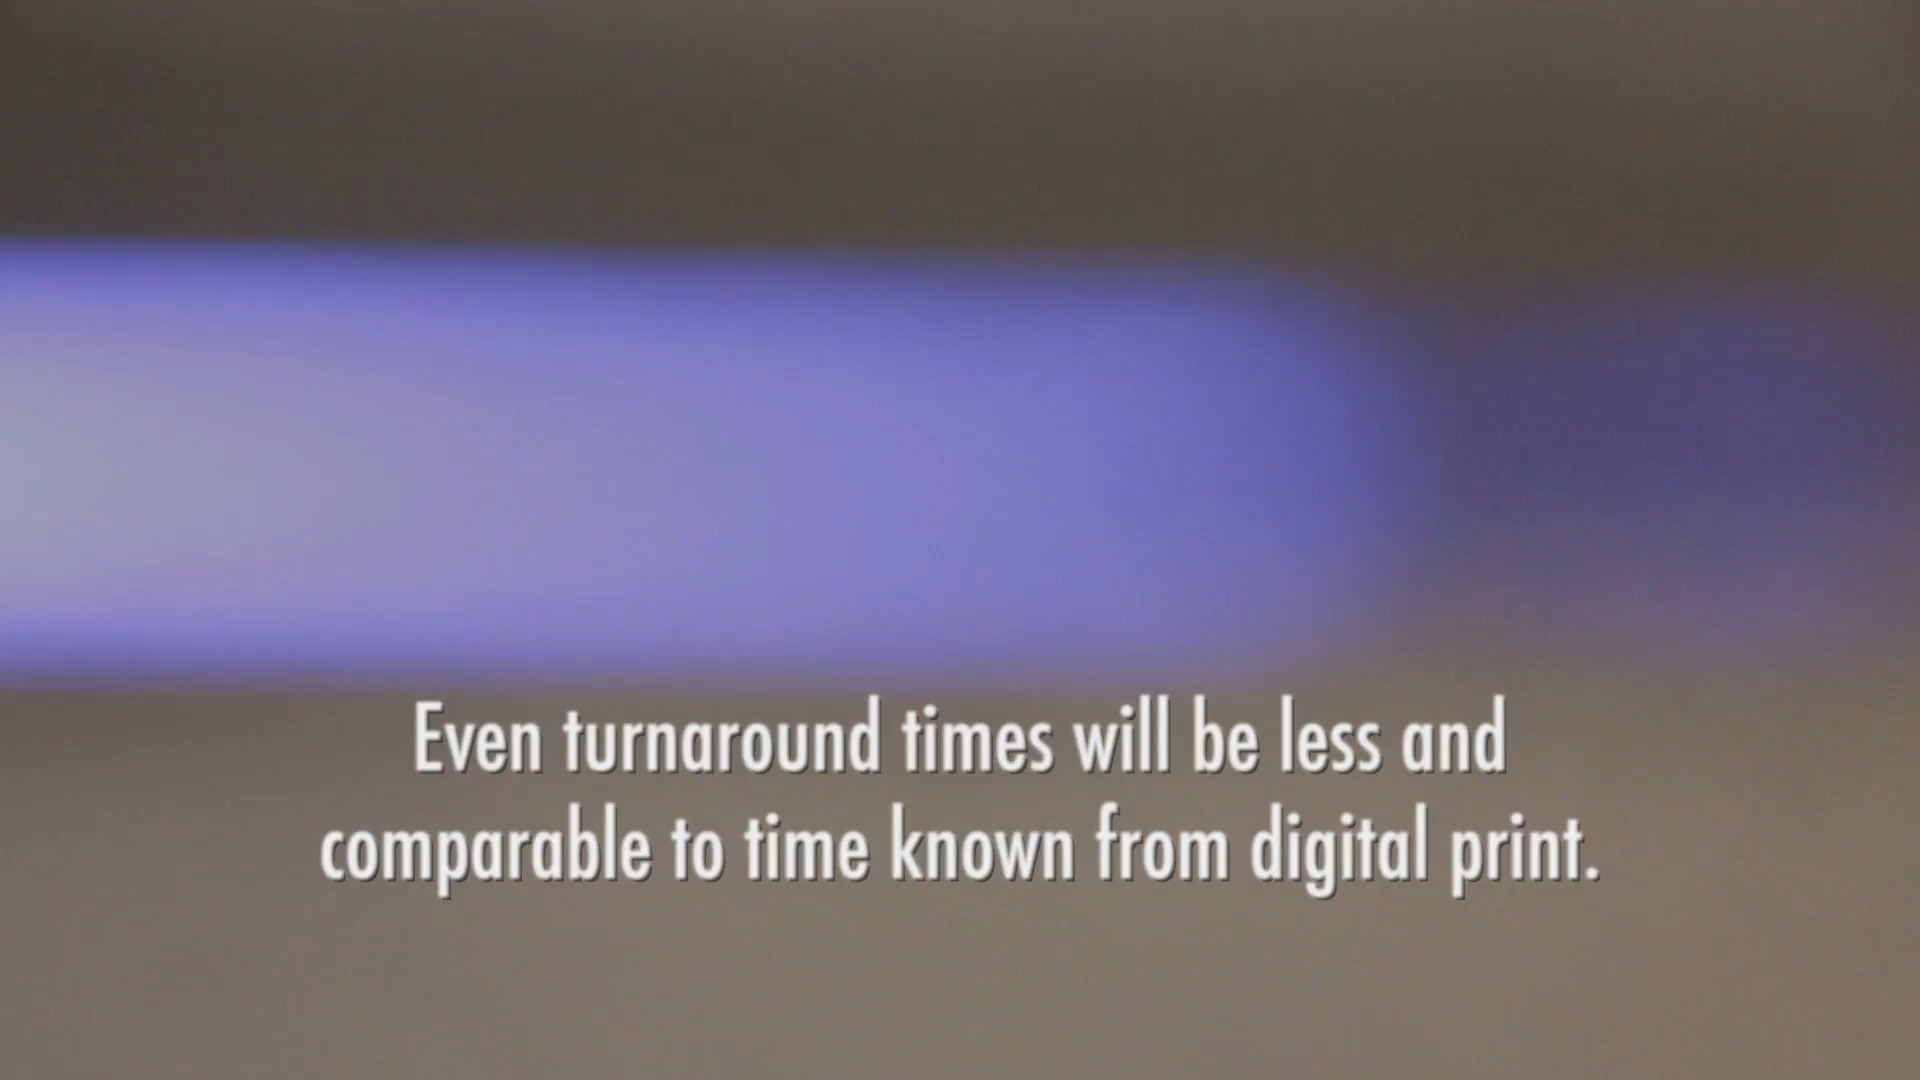 Even turnaround times will be less and
comparable to time known from digital print.